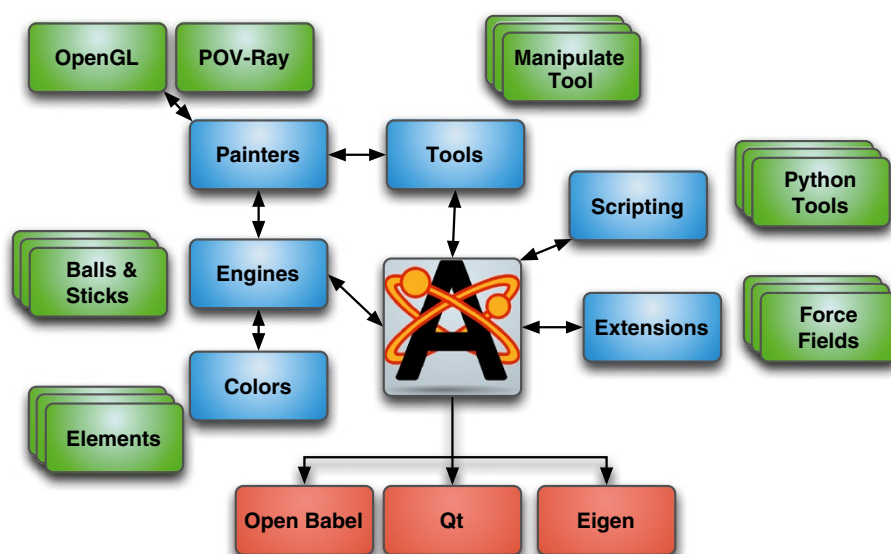 OpenGL
POV-Ray
Manipulate
Tool
Painters
Tools
Scripting
Python
Tools
Balls &
Sticks
Engines
Extensions
Force
Fields
Colors
Elements
Open Babel
Qt
Eigen